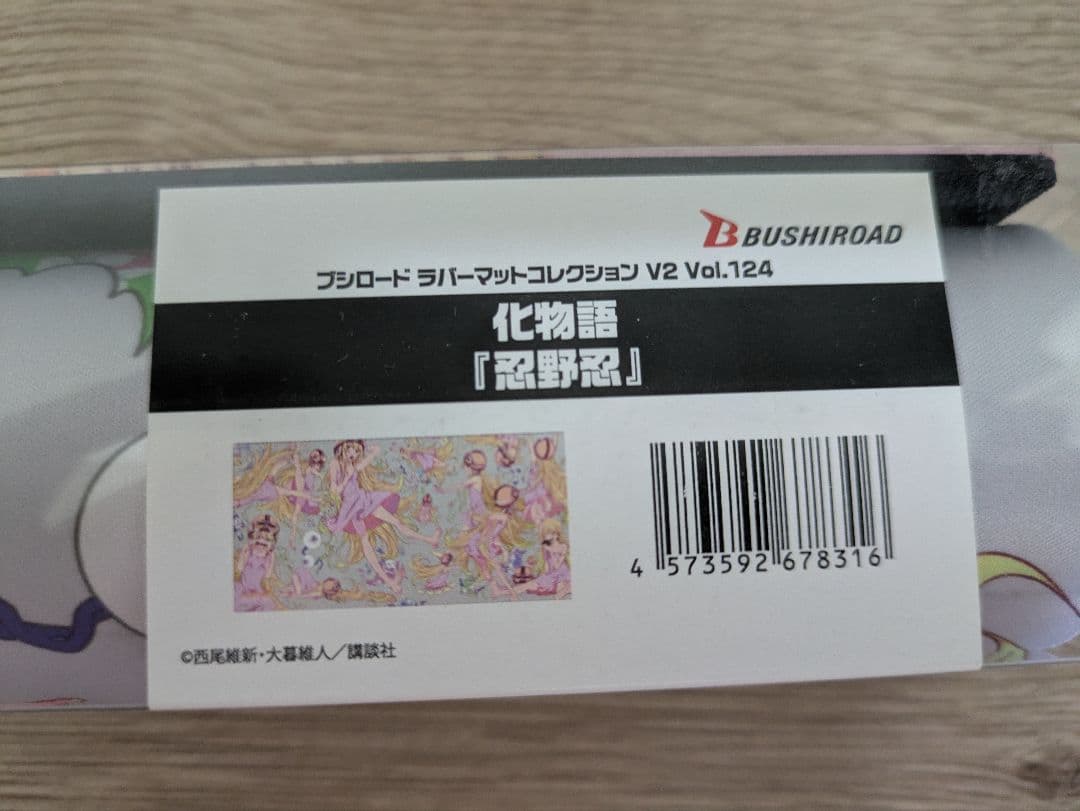 BUSHIROAD
ブシロード ラバーマットコレクション V2 Vol.124
化物語
『忍野忍』
4 573592 678316
©西尾維新・大暮維人／講談社